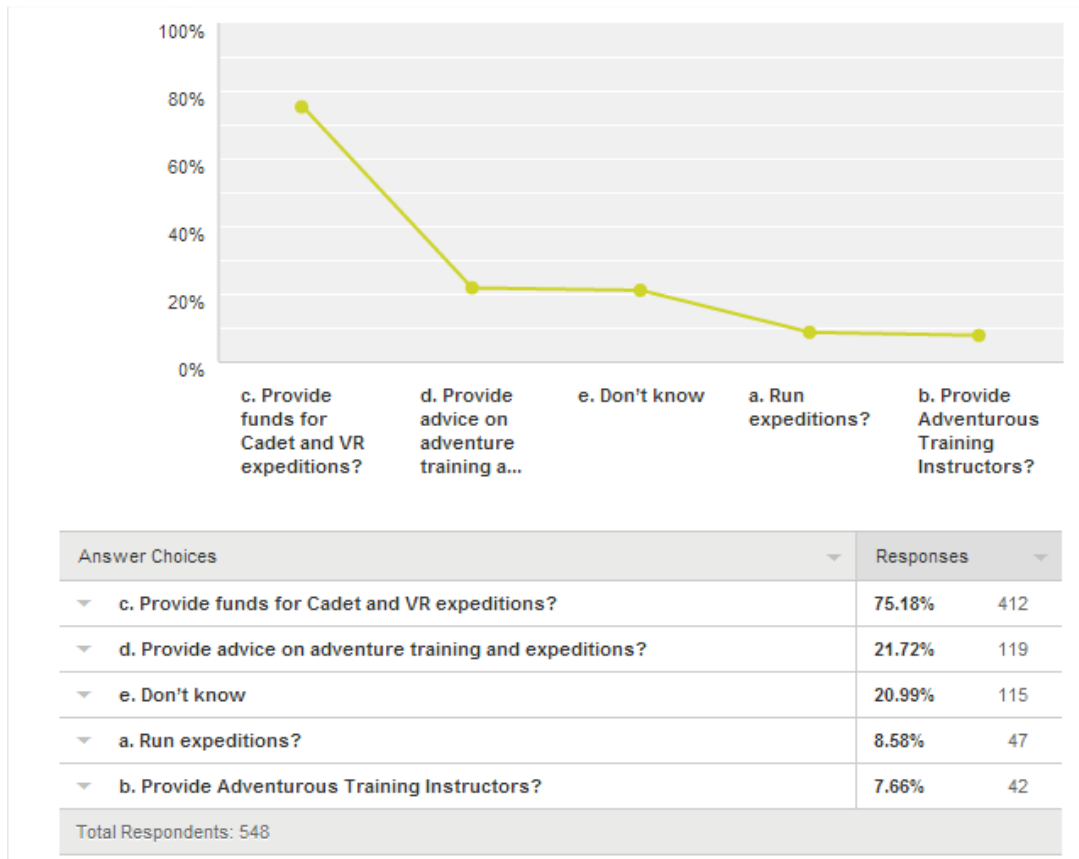 100%
80%
60%
40%
20%
0%
c. Provide
funds for
Cadet and VR
expeditions?
d. Provide
advice on
adventure
training a...
e. Don't know
a. Run
expeditions?
b. Provide
Adventurous
Training
Instructors?
Answer Choices Responses
c. Provide funds for Cadet and VR expeditions? 75.18% 412
d. Provide advice on adventure training and expeditions? 21.72% 119
e. Don't know 20.99% 115
a. Run expeditions? 8.58% 47
b. Provide Adventurous Training Instructors? 7.66% 42
Total Respondents: 548